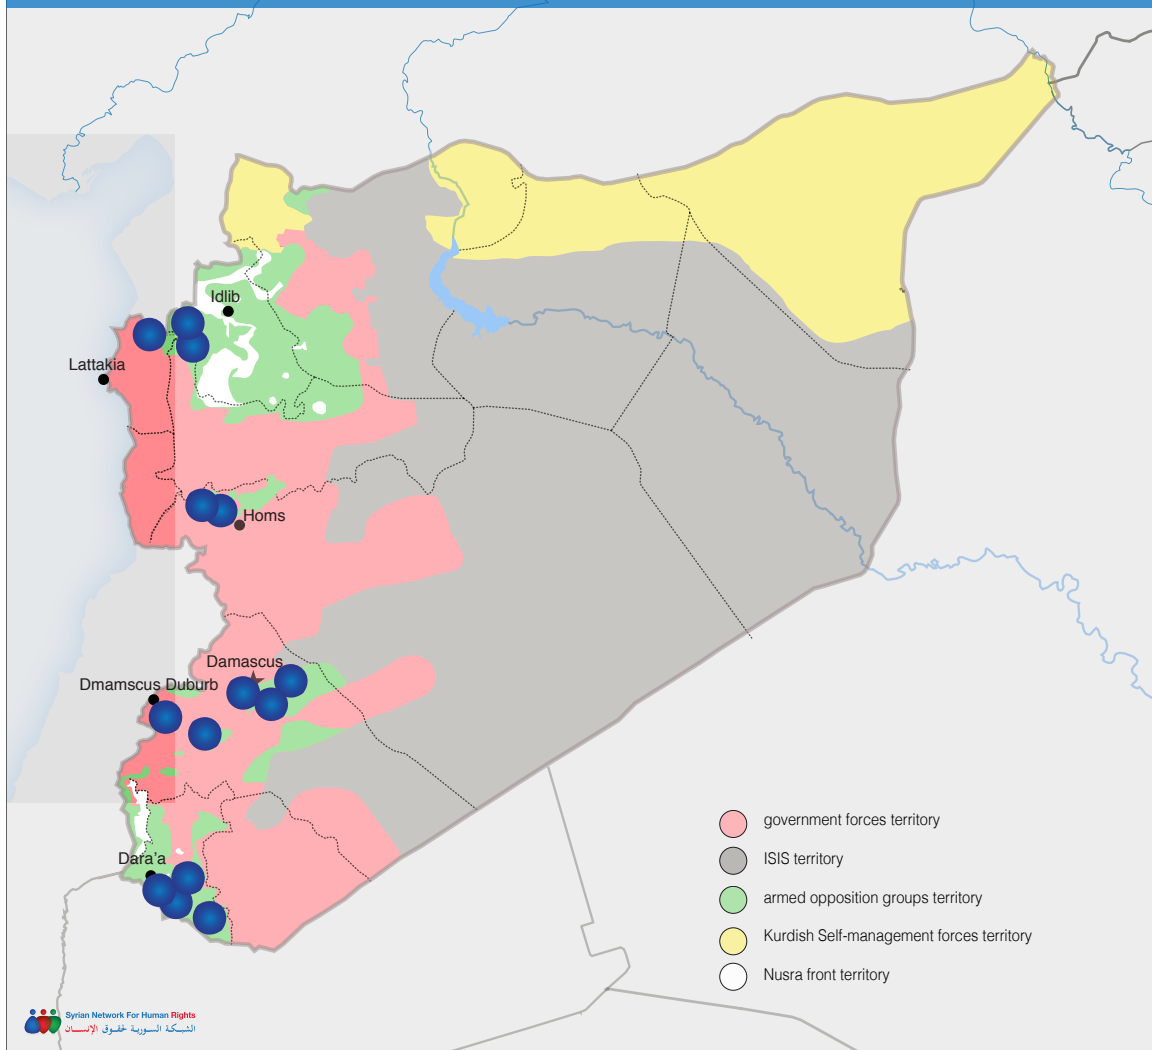 Idlib
Lattakia
Homs
Damascus
Dmamscus Duburb
Dara'a
government forces territory
ISIS territory
armed opposition groups territory
Kurdish Self-management forces territory
Nusra front territory
Syrian Network For Human Rights
الشبكة السورية لحقوق الإنسان